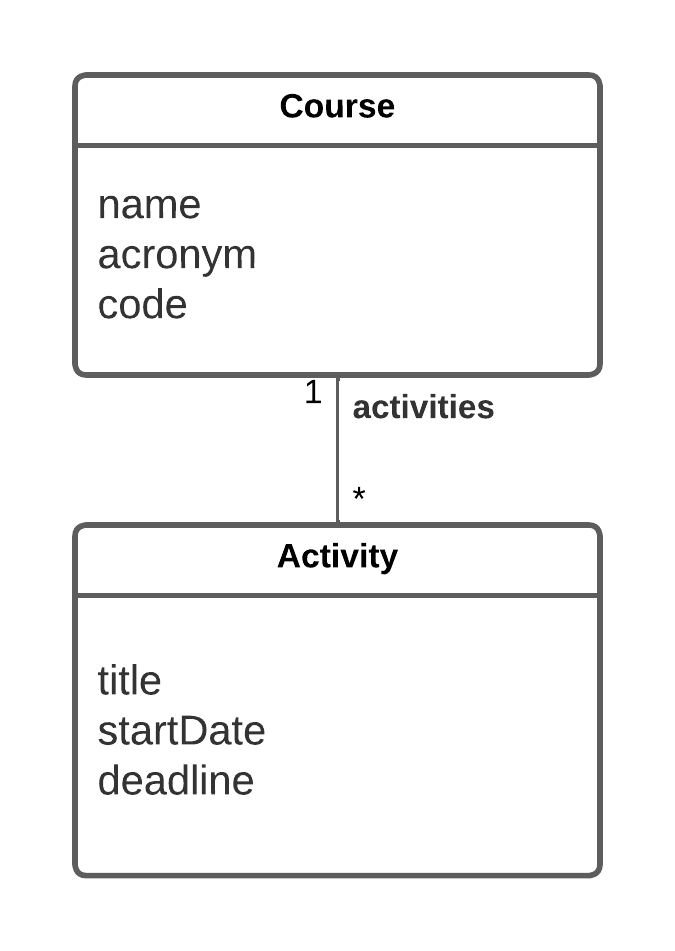 Course
name
acronym
code
1
activities
*
Activity
title
startDate
deadline